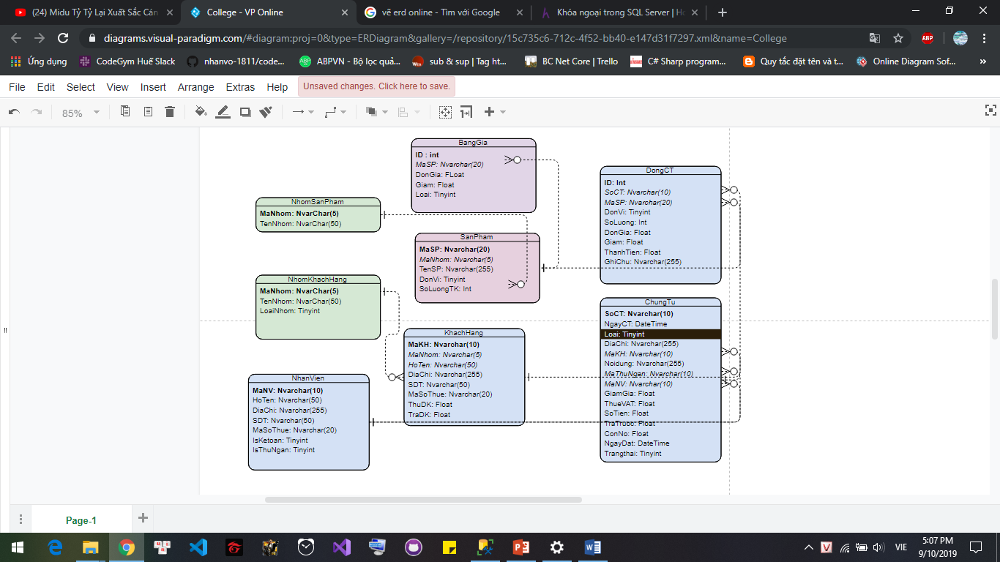 (24) Midu Tỷ Tỷ Lại Xuất Sắc Cán
College - VP Online
vẽ erd online - Tìm với Google
Khóa ngoại trong SQL Server | Ho
diagrams.visual-paradigm.com/#diagram:proj=0&type=ERDiagram&gallery=/repository/15c735c6-712c-4f52-bb40-e147d31f7297.xml&name=College
ABP
Ứng dụng
CodeGym Huế Slack
nhanvo-1811/code...
ABPVN - Bộ lọc quả...
sub & sup | Tag ht...
BC Net Core | Trello
C# Sharp program...
Quy tắc đặt tên và t...
Online Diagram Sof...
»
File Edit Select View Insert Arrange Extras Help
Unsaved changes. Click here to save.
85%
BangGia
ID : int
MaSP: Nvarchar(20)
DonGia: FLoat
Giam: Float
Loai: Tinyint
DongCT
ID: Int
SoCT: Nvarchar(10)
MaSP: Nvarchar(20)
DonVi: Tinyint
SoLuong: Int
DonGia: Float
Giam: Float
ThanhTien: Float
GhiChu: Nvarchar(255)
NhomSanPham
MaNhom: NvarChar(5)
TenNhom: NvarChar(50)
SanPham
MaSP: Nvarchar(20)
MaNhom: Nvarchar(5)
TenSP: Nvarchar(255)
DonVi: Tinyint
SoLuongTK: Int
NhomKhachHang
MaNhom: NvarChar(5)
TenNhom: NvarChar(50)
LoaiNhom: Tinyint
ChungTu
SoCT: Nvarchar(10)
NgayCT: DateTime
Loai: Tinyint
DiaChi: Nvarchar(255)
MaKH: Nvarchar(10)
Noidung: Nvarchar(255)
MaThuNgan: Nvarchar(10)
MaNV: Nvarchar(10)
GiamGia: Float
ThueVAT: Float
SoTien: Float
TraTruoc: Float
ConNo: Float
NgayDat: DateTime
Trangthai: Tinyint
KhachHang
MaKH: Nvarchar(10)
MaNhom: Nvarchar(5)
HoTen: Nvarchar(50)
DiaChi: Nvarchar(255)
SDT: Nvarchar(50)
MaSoThue: Nvarchar(20)
ThuDK: Float
TraDK: Float
NhanVien
MaNV: Nvarchar(10)
HoTen: Nvarchar(50)
DiaChi: Nvarchar(255)
SDT: Nvarchar(50)
MaSoThue: Nvarchar(20)
IsKetoan: Tinyint
IsThuNgan: Tinyint
Page-1
VIE
5:07 PM
9/10/2019